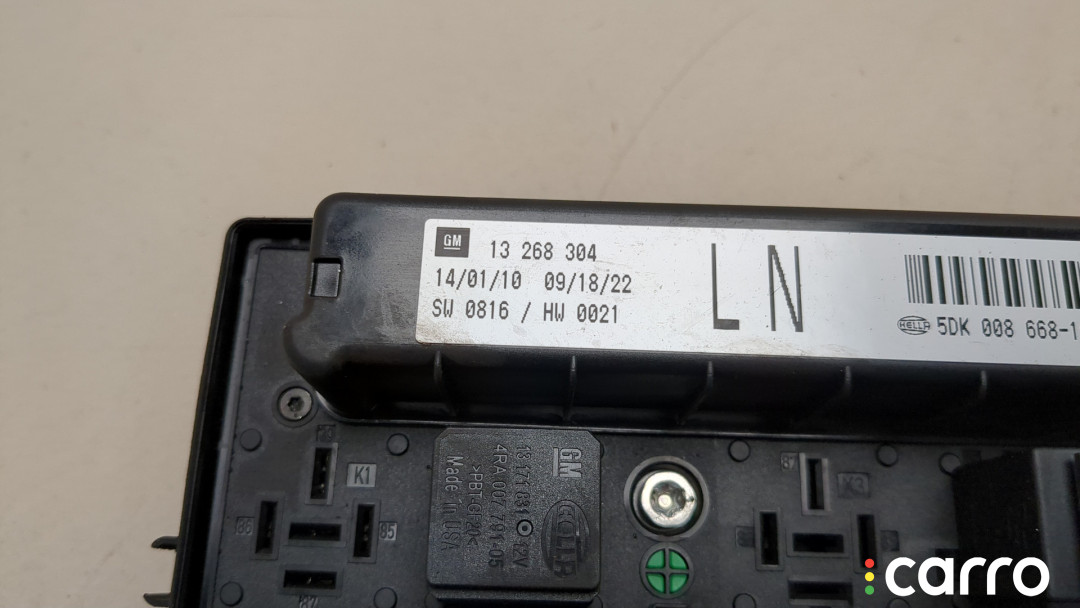 GM 13 268 304
14/01/10 09/18/22
SW 0816 / HW 0021
LN
HELLA 5DK 008 668-1
K1
86
85
87
GM
13 171 631
12V
4RA 007 791-05
>PBT-GF20<
Made in USA
HELLA
carro